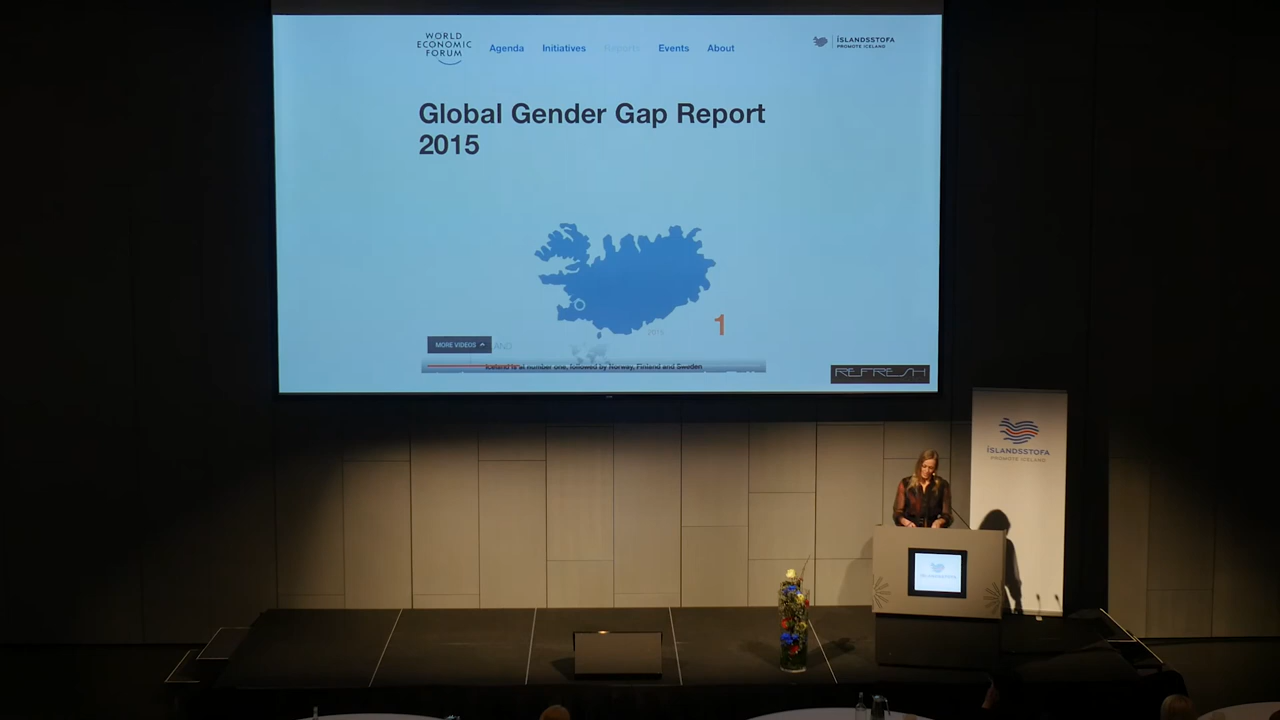 WORLD
ECONOMIC
FORUM
Agenda Initiatives Reports Events About
ÍSLANDSSTOFA
PROMOTE ICELAND
Global Gender Gap Report
2015
1
MORE VIDEOS
Iceland is at number one, followed by Norway, Finland and Sweden
REFRESH
ÍSLANDSSTOFA
PROMOTE ICELAND